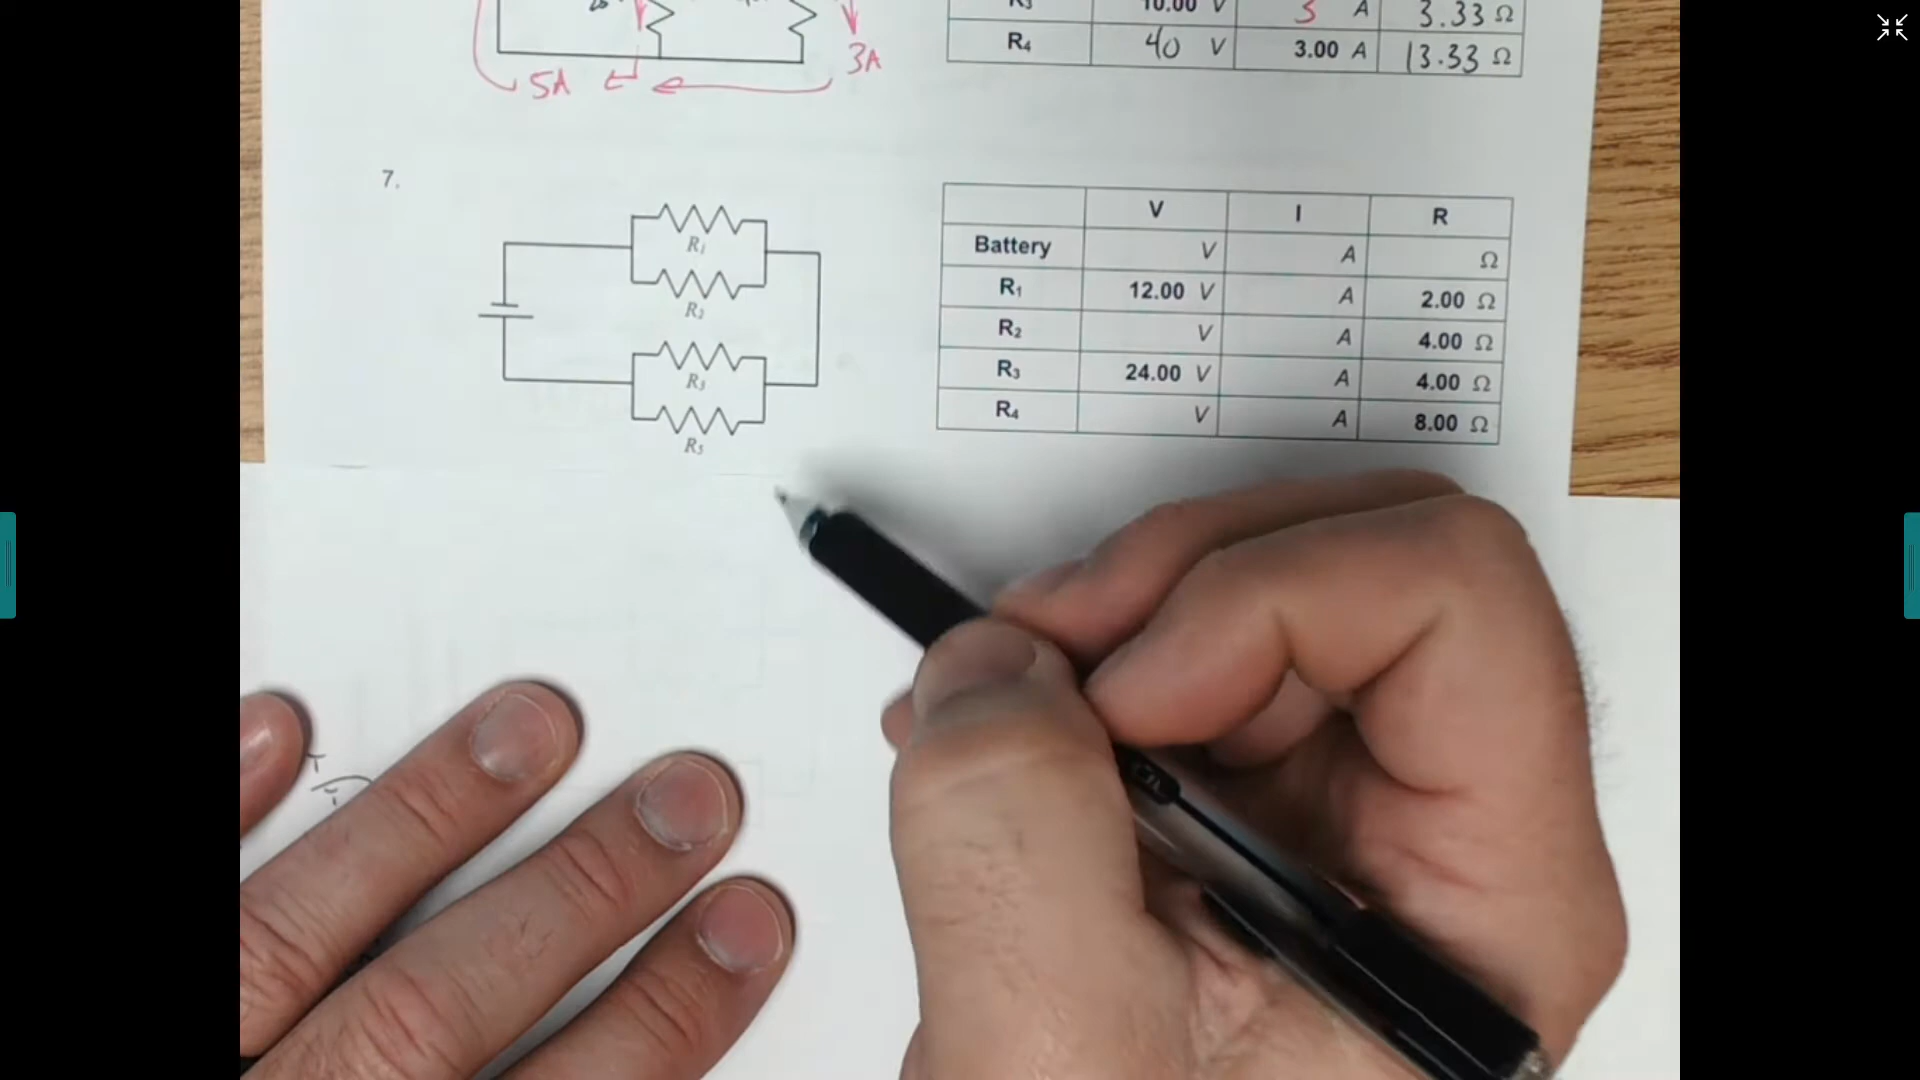 10.00 V 3 A 3.33 Ω
R₄ 40 V 3.00 A 13.33 Ω
3A
5A
7.
R₁
R₂
R₃
R₅
V I R
Battery V A Ω
R₁ 12.00 V A 2.00 Ω
R₂ V A 4.00 Ω
R₃ 24.00 V A 4.00 Ω
R₄ V A 8.00 Ω